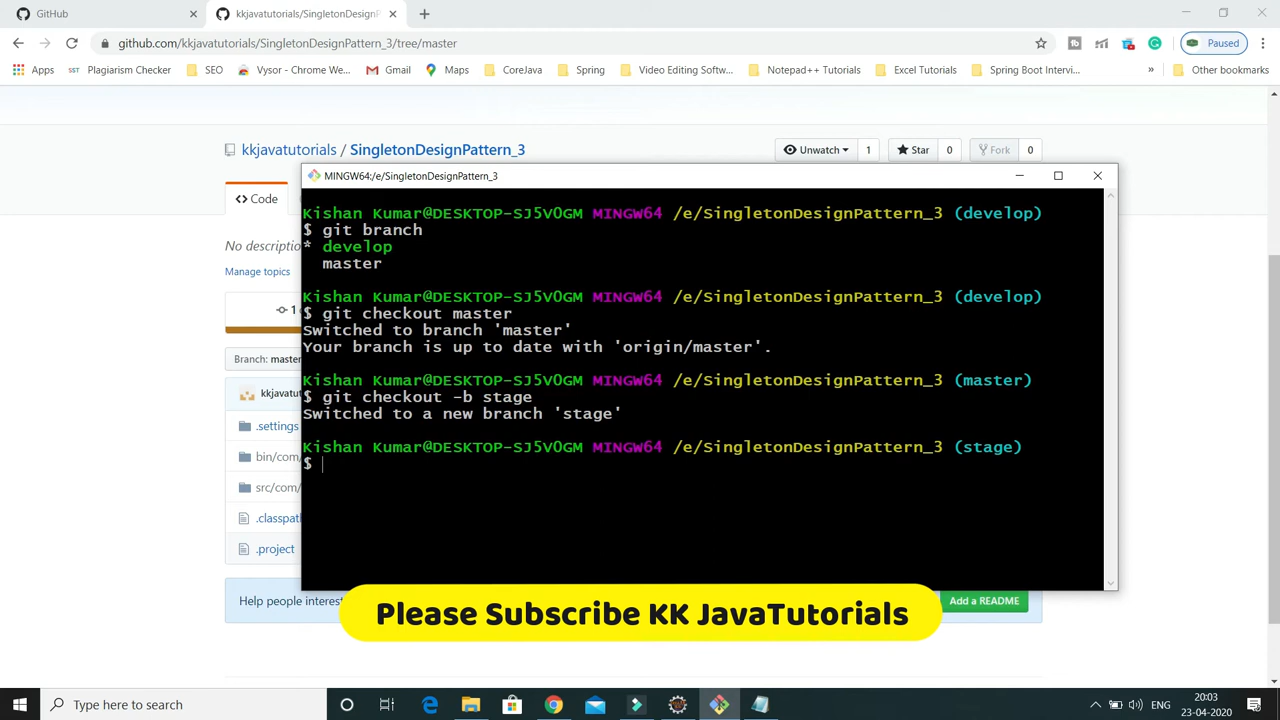 GitHub
kkjavatutorials/SingletonDesignP
github.com/kkjavatutorials/SingletonDesignPattern_3/tree/master
Paused
Apps
SST Plagiarism Checker
SEO
Vysor - Chrome We...
Gmail
Maps
CoreJava
Spring
Video Editing Softw...
Notepad++ Tutorials
Excel Tutorials
Spring Boot Intervi...
»
Other bookmarks
kkjavatutorials / SingletonDesignPattern_3
Unwatch 1
Star 0
Fork 0
Code
No descriptio
Manage topics
1
Branch: master
kkjavatu
.settings
bin/com/
src/com/
.classpath
.project
Help people interes
Add a README
MINGW64:/e/SingletonDesignPattern_3
Kishan Kumar@DESKTOP-SJ5V0GM MINGW64 /e/SingletonDesignPattern_3 (develop)
$ git branch
* develop
master
Kishan Kumar@DESKTOP-SJ5V0GM MINGW64 /e/SingletonDesignPattern_3 (develop)
$ git checkout master
Switched to branch 'master'
Your branch is up to date with 'origin/master'.
Kishan Kumar@DESKTOP-SJ5V0GM MINGW64 /e/SingletonDesignPattern_3 (master)
$ git checkout -b stage
Switched to a new branch 'stage'
Kishan Kumar@DESKTOP-SJ5V0GM MINGW64 /e/SingletonDesignPattern_3 (stage)
$
Please Subscribe KK JavaTutorials
Type here to search
ENG
20:03
23-04-2020